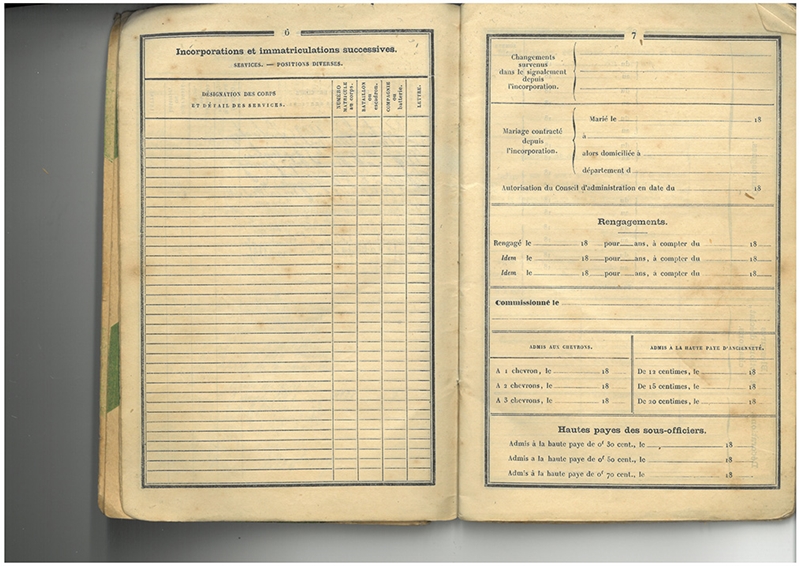 6
Incorporations et immatriculations successives.
SERVICES. — POSITIONS DIVERSES.
DÉSIGNATION DES CORPS
ET DÉTAIL DES SERVICES.
NUMÉRO
MATRICULE
au corps.
BATAILLON
ou
escadron.
COMPAGNIE
ou
batterie.
LETTRE.
7
Changements
survenus
dans le signalement
depuis
l'incorporation.
Mariage contracté
depuis
l'incorporation.
Marié le 18
à
alors domiciliée à
département d
Autorisation du Conseil d'administration en date du 18
Rengagements.
Rengagé le 18 pour ans, à compter du 18
Idem le 18 pour ans, à compter du 18
Idem le 18 pour ans, à compter du 18
Commissionné le
ADMIS AUX CHEVRONS.
A 1 chevron, le 18
A 2 chevrons, le 18
A 3 chevrons, le 18
ADMIS A LA HAUTE PAYE D'ANCIENNETÉ.
De 12 centimes, le 18
De 15 centimes, le 18
De 20 centimes, le 18
Hautes payes des sous-officiers.
Admis à la haute paye de 0f 30 cent., le 18
Admis a la haute paye de 0f 50 cent., le 18
Admis à la haute paye de 0f 70 cent., le 18